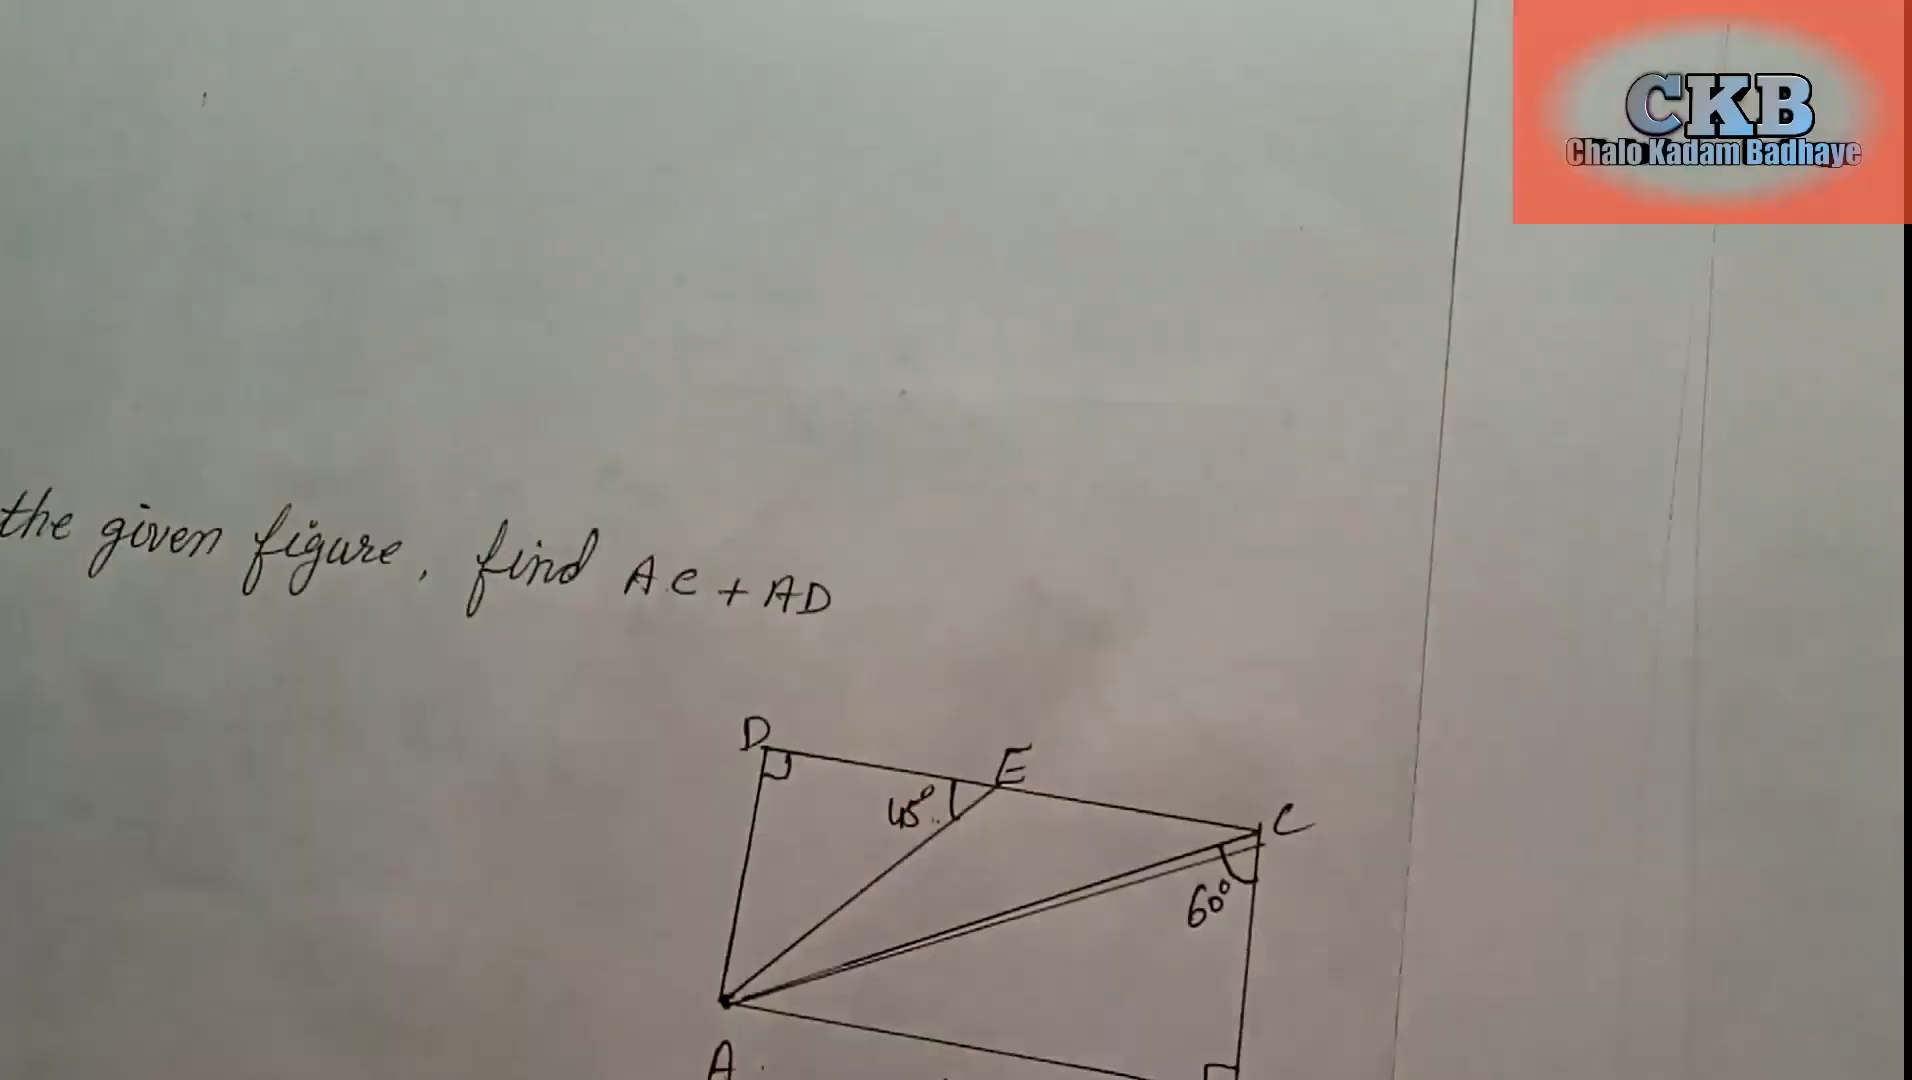 CKB
Chalo Kadam Badhaye
the given figure, find AC + AD
D
E
45°
C
60°
A